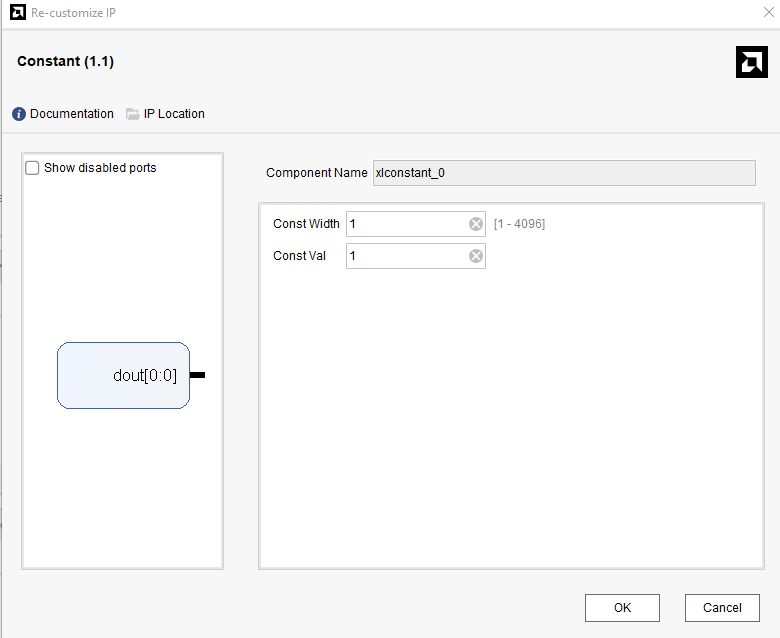 Re-customize IP
Constant (1.1)
Documentation IP Location
Show disabled ports
dout[0:0]
Component Name xlconstant_0
Const Width 1 [1 - 4096]
Const Val 1
OK Cancel